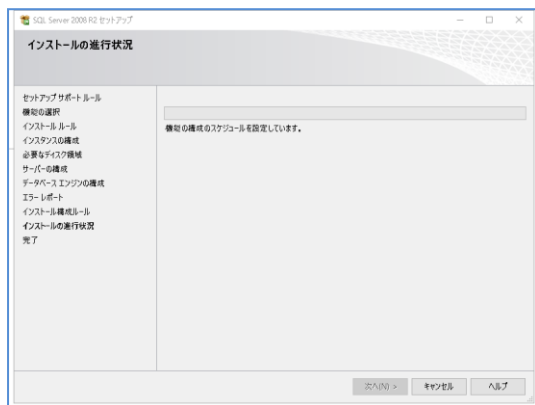 SQL Server 2008 R2 セットアップ
インストールの進行状況
セットアップ サポート ルール
機能の選択
インストール ルール
インスタンスの構成
必要なディスク領域
サーバーの構成
データベース エンジンの構成
エラー レポート
インストール構成ルール
インストールの進行状況
完了
機能の構成のスケジュールを設定しています。
次へ(N) >
キャンセル
ヘルプ